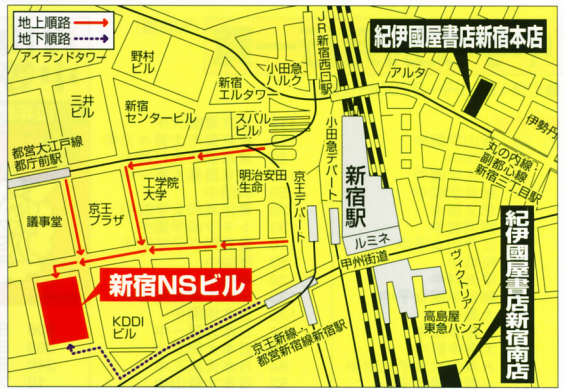 地上順路
地下順路
アイランドタワー
野村
ビル
小田急
ハルク
JR新宿西口駅
紀伊國屋書店新宿本店
アルタ
新宿
エルタワー
三井
ビル
新宿
センタービル
スバル
ビル
伊勢丹
都営大江戸線
都庁前駅
小田急デパート
丸の内線
副都心線
新宿三丁目駅
工学院
大学
明治安田
生命
京王デパート
新宿駅
議事堂
京王
プラザ
ルミネ
甲州街道
紀伊國屋書店新宿南店
ヴィクトリア
新宿NSビル
KDDI
ビル
高島屋
東急ハンズ
京王新線
都営新宿線新宿駅